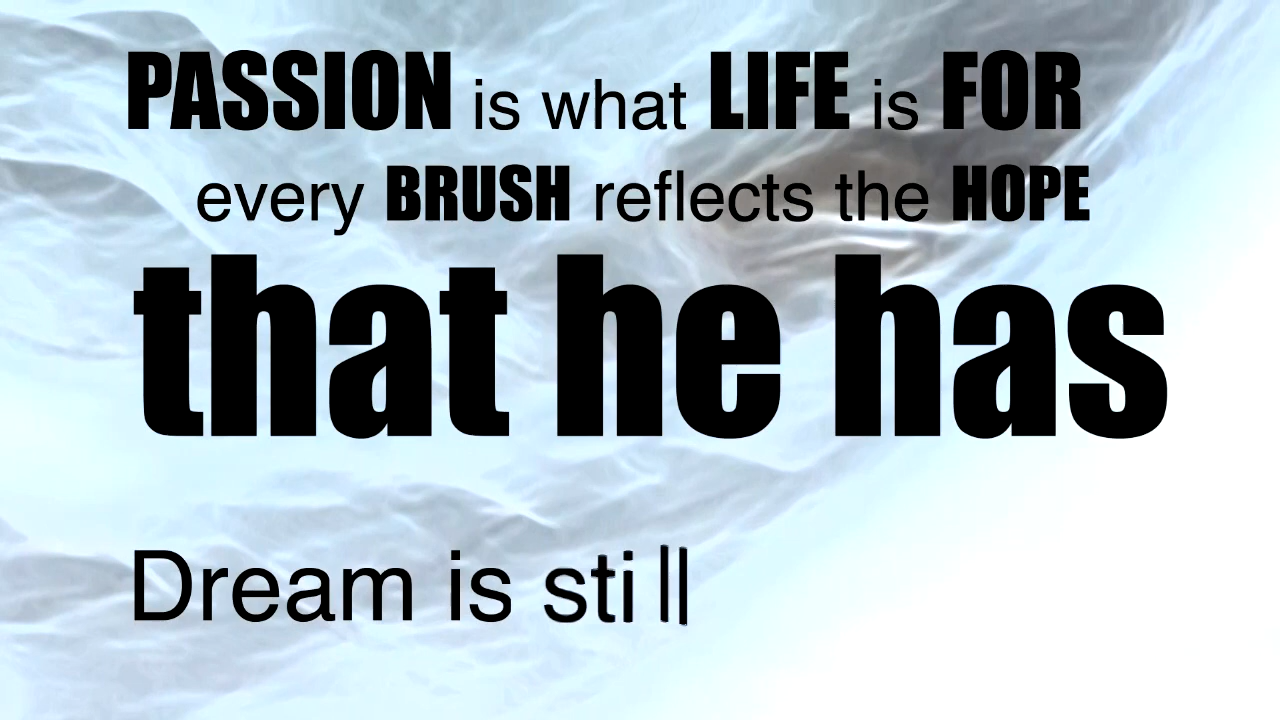 PASSION is what LIFE is FOR
every BRUSH reflects the HOPE
that he has
Dream is still